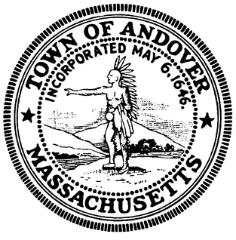 TOWN OF ANDOVER
INCORPORATED MAY 6, 1646.
MASSACHUSETTS